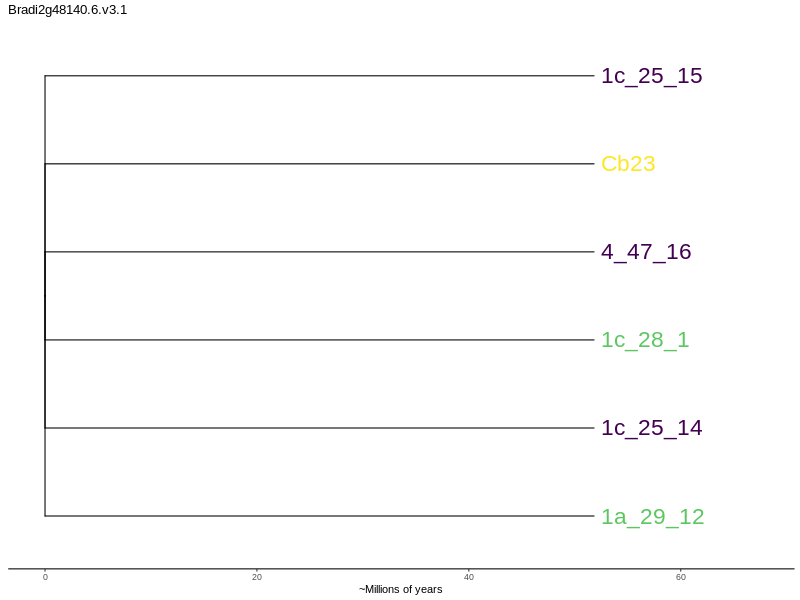 Bradi2g48140.6.v3.1
1c_25_15
Cb23
4_47_16
1c_28_1
1c_25_14
1a_29_12
0 20 40 60
~Millions of years